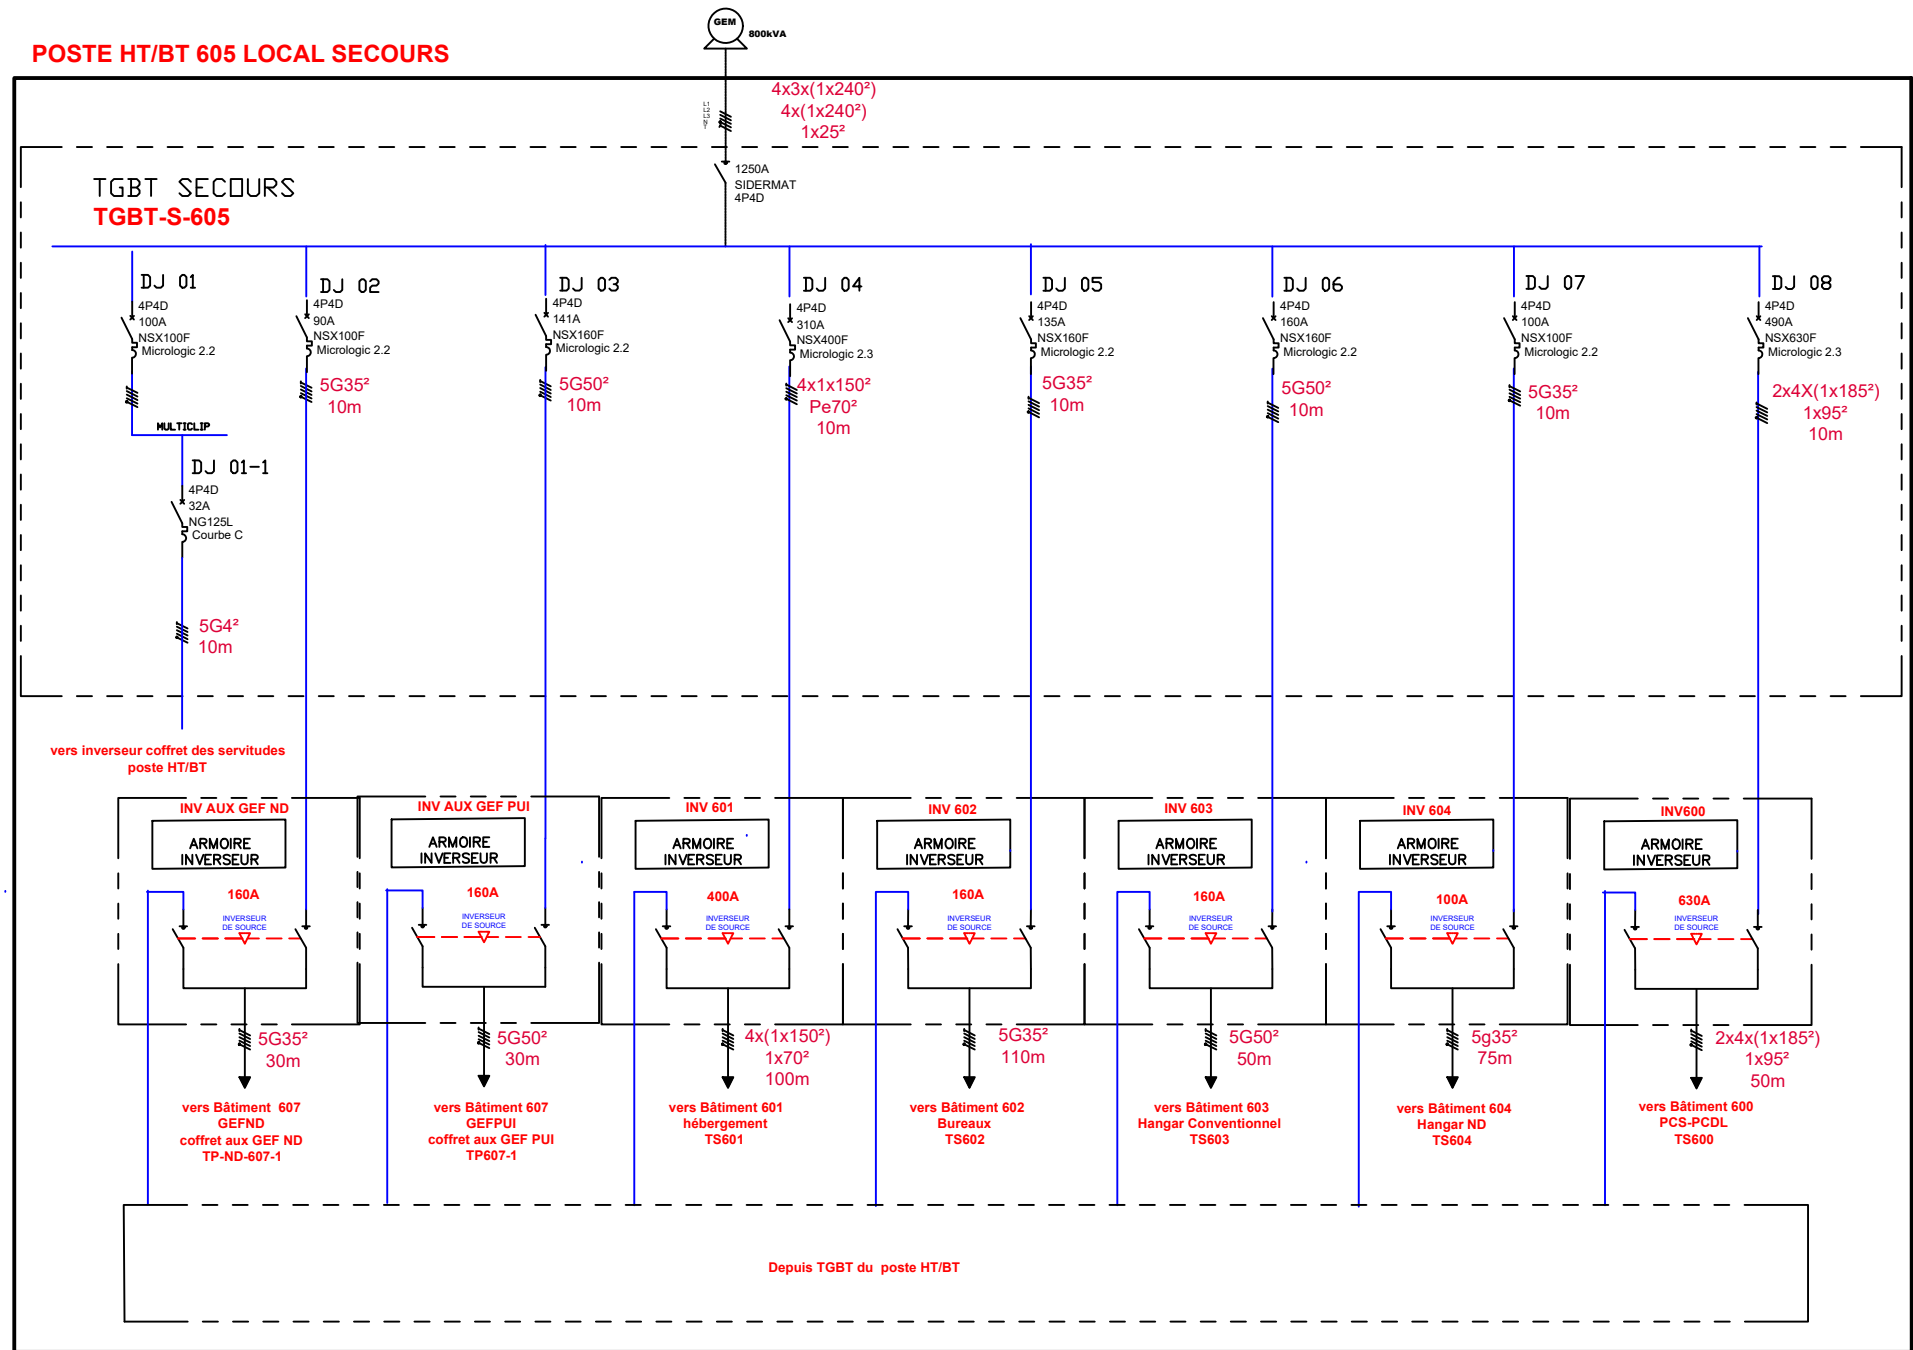 GEM
800kVA
POSTE HT/BT 605 LOCAL SECOURS
4x3x(1x240²)
4x(1x240²)
1x25²
L1
L2
L3
N
T
1250A
SIDERMAT
4P4D
TGBT SECOURS
TGBT-S-605
DJ 01
4P4D
100A
NSX100F
Micrologic 2.2
DJ 02
4P4D
90A
NSX100F
Micrologic 2.2
5G35²
10m
DJ 03
4P4D
141A
NSX160F
Micrologic 2.2
5G50²
10m
DJ 04
4P4D
310A
NSX400F
Micrologic 2.3
4x1x150²
Pe70²
10m
DJ 05
4P4D
135A
NSX160F
Micrologic 2.2
5G35²
10m
DJ 06
4P4D
160A
NSX160F
Micrologic 2.2
5G50²
10m
DJ 07
4P4D
100A
NSX100F
Micrologic 2.2
5G35²
10m
DJ 08
4P4D
490A
NSX630F
Micrologic 2.3
2x4X(1x185²)
1x95²
10m
MULTICLIP
DJ 01-1
4P4D
32A
NG125L
Courbe C
5G4²
10m
vers inverseur coffret des servitudes
poste HT/BT
INV AUX GEF ND
ARMOIRE
INVERSEUR
160A
INVERSEUR
DE SOURCE
5G35²
30m
vers Bâtiment 607
GEFND
coffret aux GEF ND
TP-ND-607-1
INV AUX GEF PUI
ARMOIRE
INVERSEUR
160A
INVERSEUR
DE SOURCE
5G50²
30m
vers Bâtiment 607
GEFPUI
coffret aux GEF PUI
TP607-1
INV 601
ARMOIRE
INVERSEUR
400A
INVERSEUR
DE SOURCE
4x(1x150²)
1x70²
100m
vers Bâtiment 601
hébergement
TS601
INV 602
ARMOIRE
INVERSEUR
160A
INVERSEUR
DE SOURCE
5G35²
110m
vers Bâtiment 602
Bureaux
TS602
INV 603
ARMOIRE
INVERSEUR
160A
INVERSEUR
DE SOURCE
5G50²
50m
vers Bâtiment 603
Hangar Conventionnel
TS603
INV 604
ARMOIRE
INVERSEUR
100A
INVERSEUR
DE SOURCE
5g35²
75m
vers Bâtiment 604
Hangar ND
TS604
INV600
ARMOIRE
INVERSEUR
630A
INVERSEUR
DE SOURCE
2x4x(1x185²)
1x95²
50m
vers Bâtiment 600
PCS-PCDL
TS600
Depuis TGBT du poste HT/BT